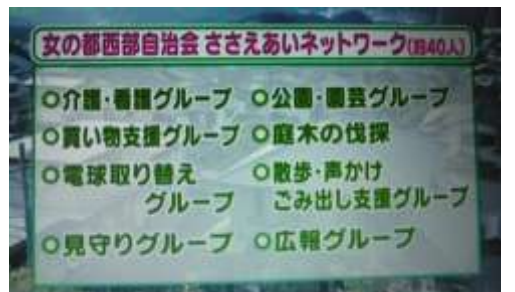 女の都西部自治会 ささえあいネットワーク(約40人)
○介護・看護グループ
○公園・園芸グループ
○買い物支援グループ
○庭木の伐採
○電球取り替え
グループ
○散歩・声かけ
ごみ出し支援グループ
○見守りグループ
○広報グループ